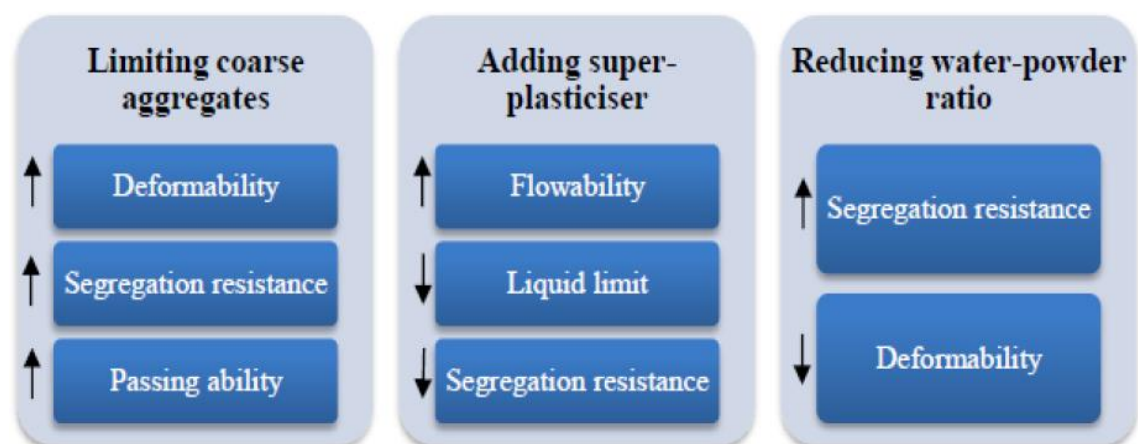 Limiting coarse
aggregates
Deformability
Segregation resistance
Passing ability
Adding super-
plasticiser
Flowability
Liquid limit
Segregation resistance
Reducing water-powder
ratio
Segregation resistance
Deformability